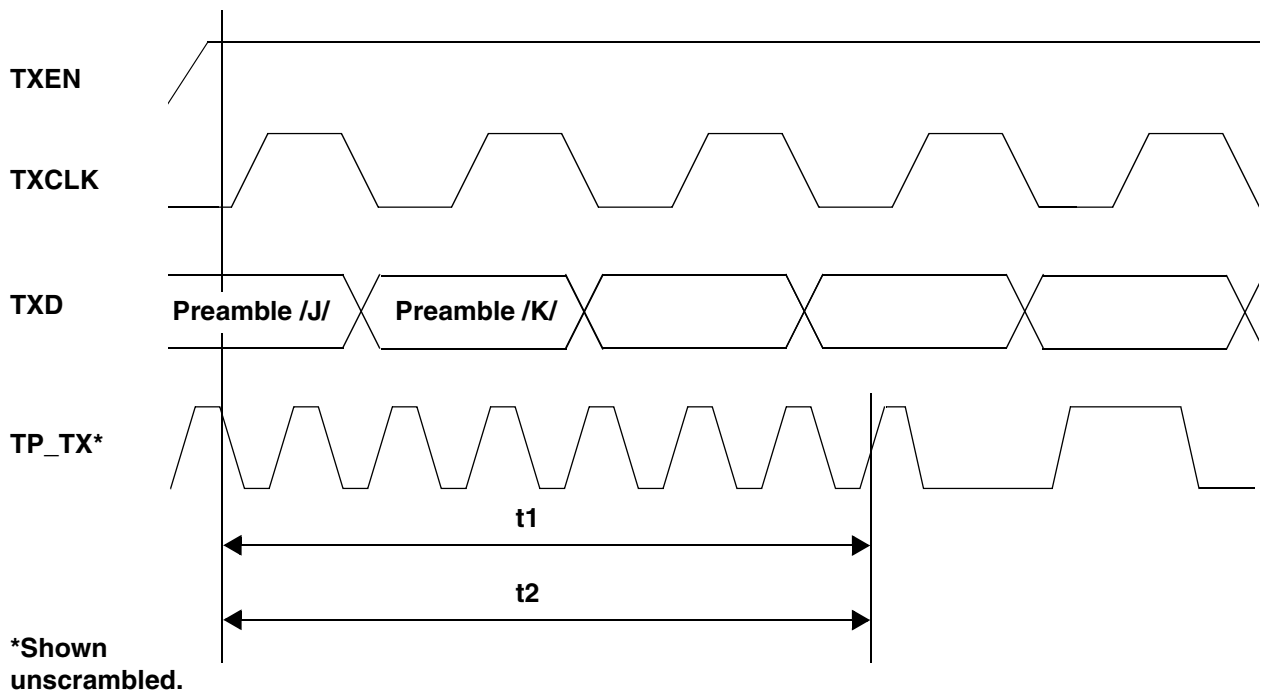 TXEN
TXCLK
TXD
Preamble /J/
Preamble /K/
TP_TX*
t1
t2
*Shown
unscrambled.